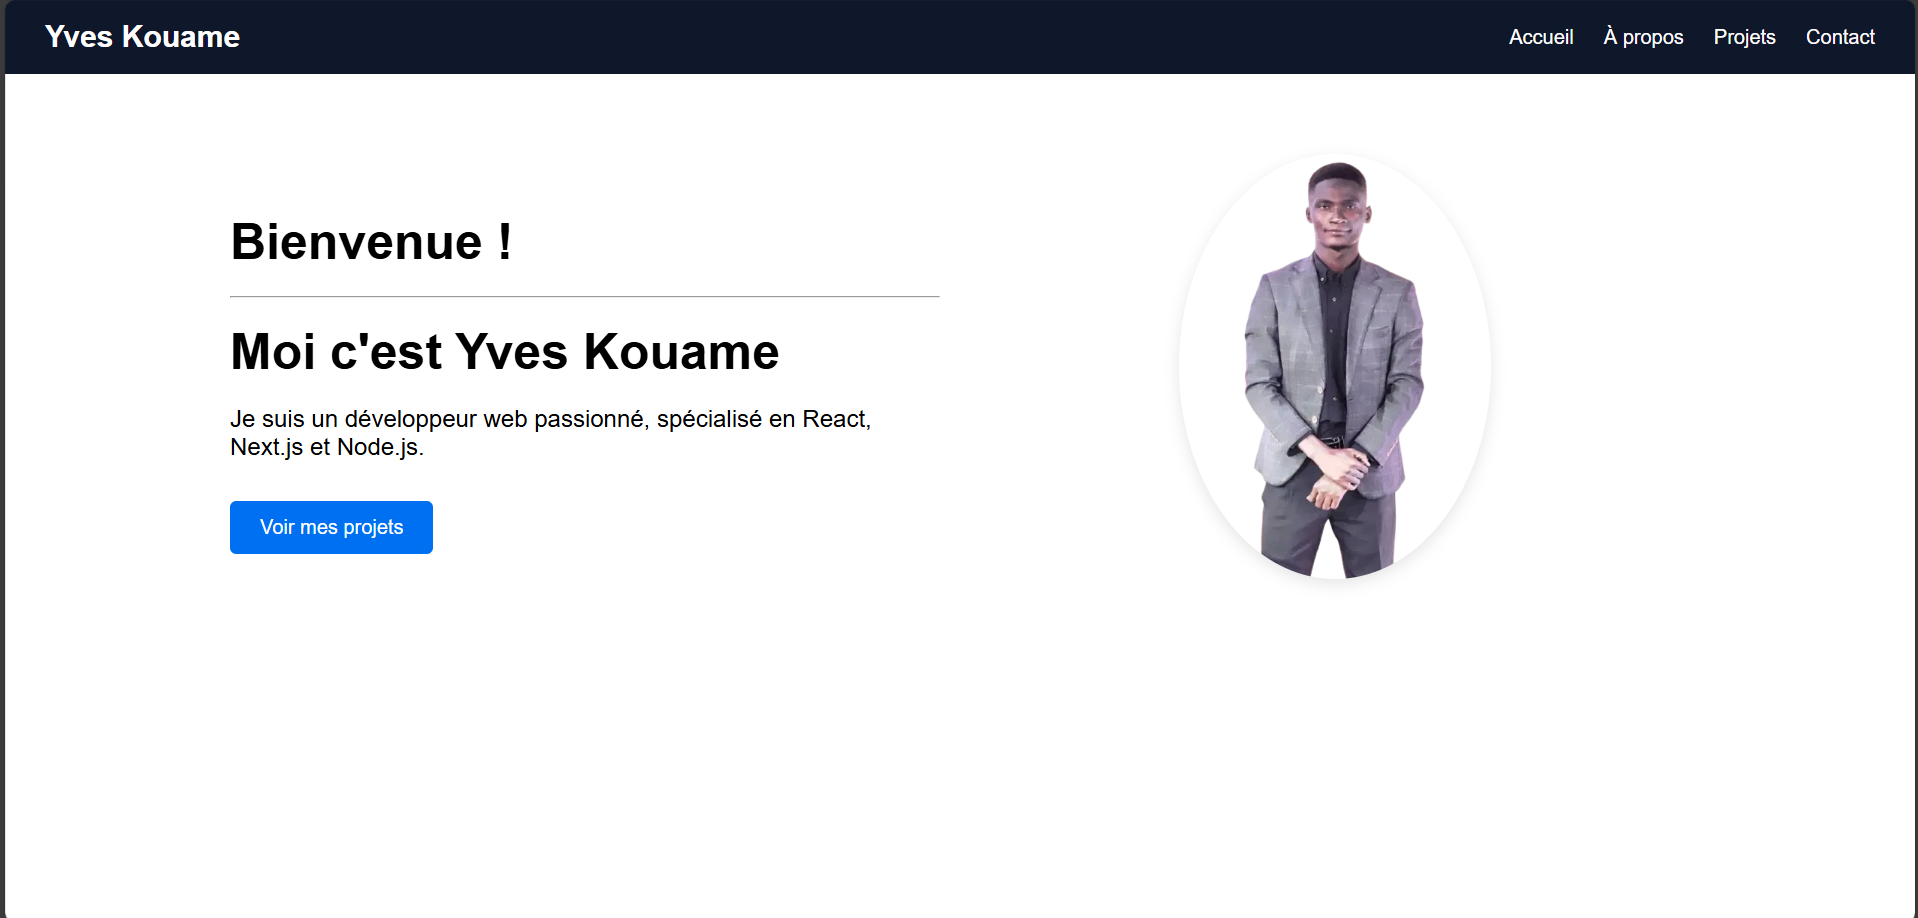 Yves Kouame
Accueil À propos Projets Contact
Bienvenue !
Moi c'est Yves Kouame
Je suis un développeur web passionné, spécialisé en React,
Next.js et Node.js.
Voir mes projets